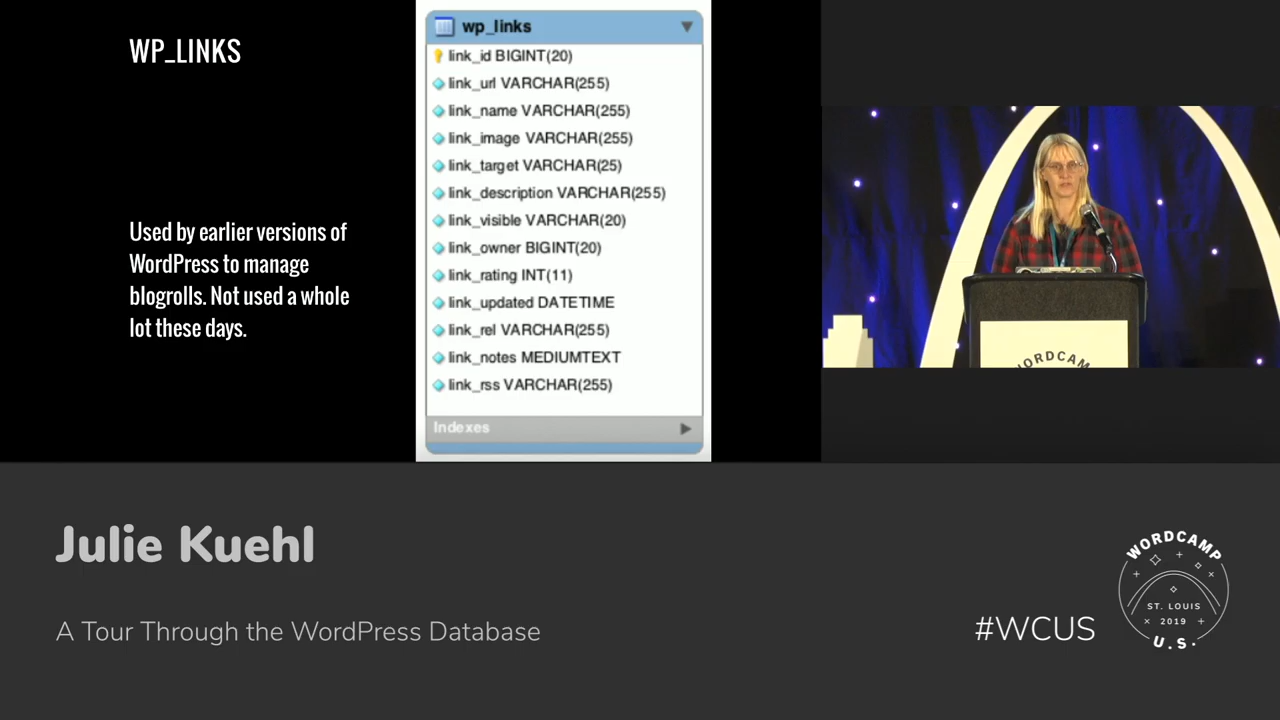 WP_LINKS
Used by earlier versions of
WordPress to manage
blogrolls. Not used a whole
lot these days.
wp_links
link_id BIGINT(20)
link_url VARCHAR(255)
link_name VARCHAR(255)
link_image VARCHAR(255)
link_target VARCHAR(25)
link_description VARCHAR(255)
link_visible VARCHAR(20)
link_owner BIGINT(20)
link_rating INT(11)
link_updated DATETIME
link_rel VARCHAR(255)
link_notes MEDIUMTEXT
link_rss VARCHAR(255)
Indexes
WORDCAMP
Julie Kuehl
A Tour Through the WordPress Database
#WCUS
WORDCAMP
ST. LOUIS
2019
U.S.